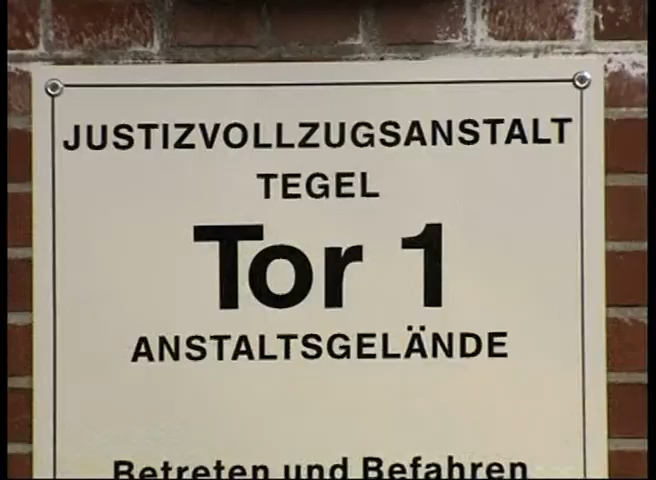 JUSTIZVOLLZUGSANSTALT
TEGEL
Tor 1
ANSTALTSGELÄNDE
Betreten und Befahren